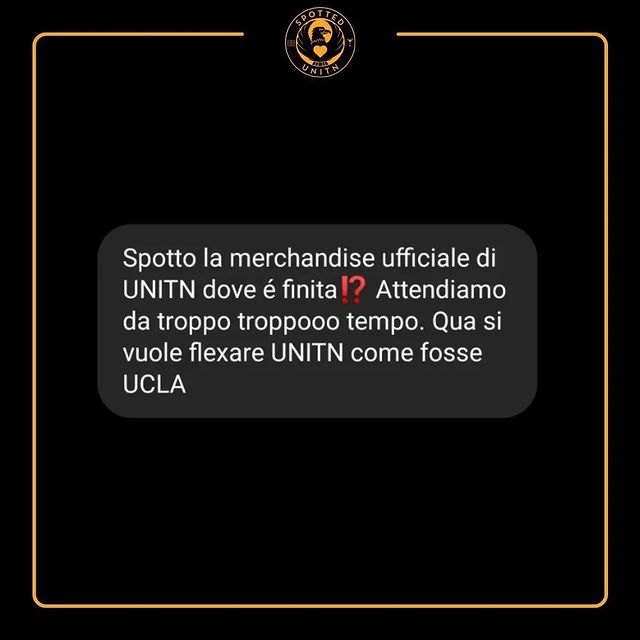 SPOTTED
UNITN
Spotto la merchandise ufficiale di
UNITN dove é finita⁉️ Attendiamo
da troppo troppooo tempo. Qua si
vuole flexare UNITN come fosse
UCLA